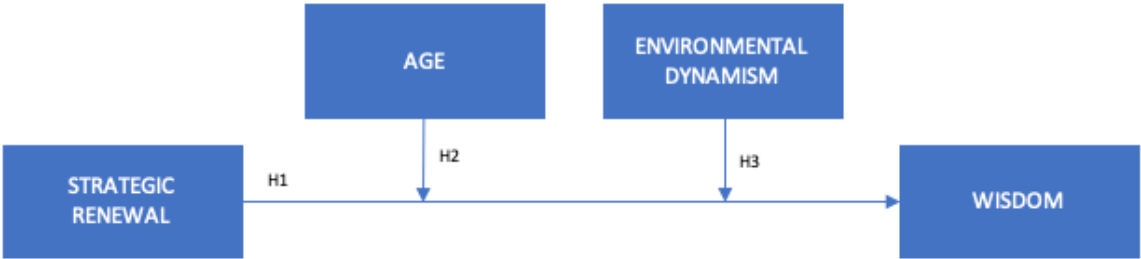 AGE
ENVIRONMENTAL
DYNAMISM
H2
H3
STRATEGIC
RENEWAL
H1
WISDOM